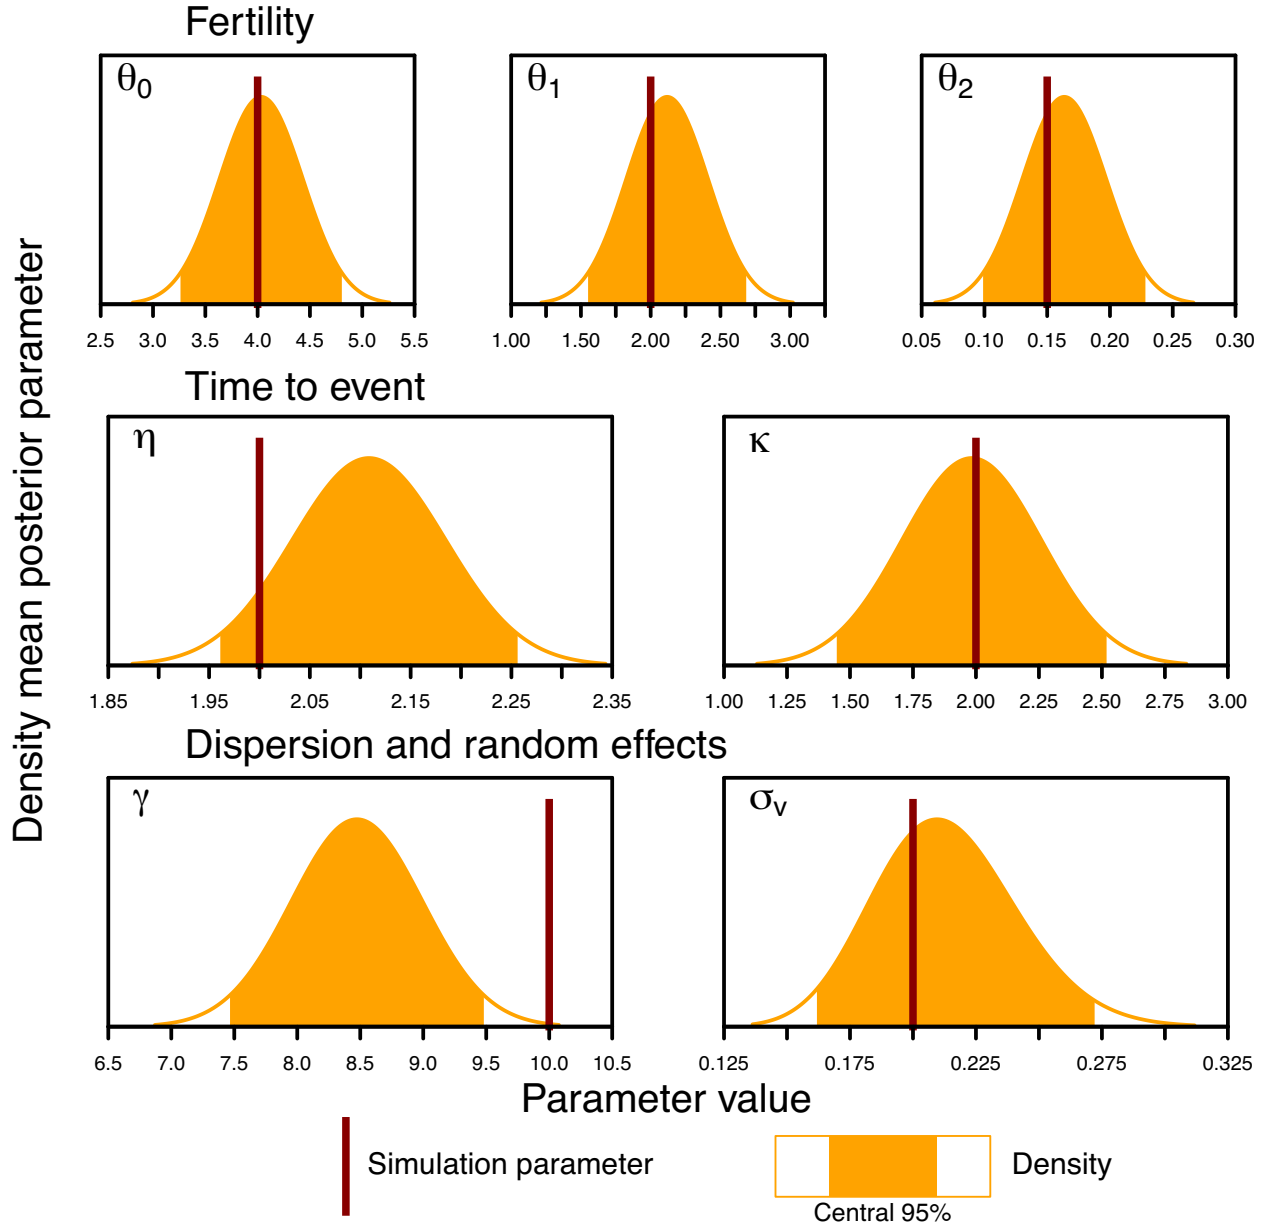 Fertility
θ0
θ1
θ2
2.5 3.0 3.5 4.0 4.5 5.0 5.5
1.00 1.50 2.00 2.50 3.00
0.05 0.10 0.15 0.20 0.25 0.30
Density mean posterior parameter
Time to event
η
κ
1.85 1.95 2.05 2.15 2.25 2.35
1.00 1.25 1.50 1.75 2.00 2.25 2.50 2.75 3.00
Dispersion and random effects
γ
σv
6.5 7.0 7.5 8.0 8.5 9.0 9.5 10.0 10.5
0.125 0.175 0.225 0.275 0.325
Parameter value
Simulation parameter
Density
Central 95%